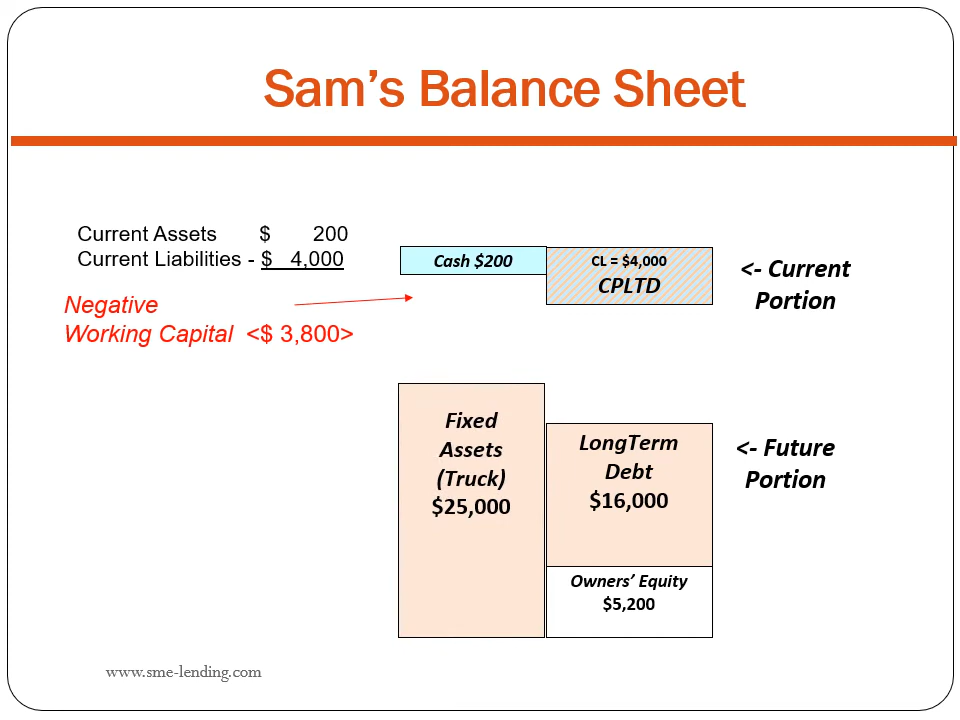 Sam’s Balance Sheet
Current Assets $ 200
Current Liabilities - $ 4,000
Negative
Working Capital <$ 3,800>
Cash $200
CL = $4,000
CPLTD
<- Current
Portion
Fixed
Assets
(Truck)
$25,000
LongTerm
Debt
$16,000
<- Future
Portion
Owners’ Equity
$5,200
www.sme-lending.com